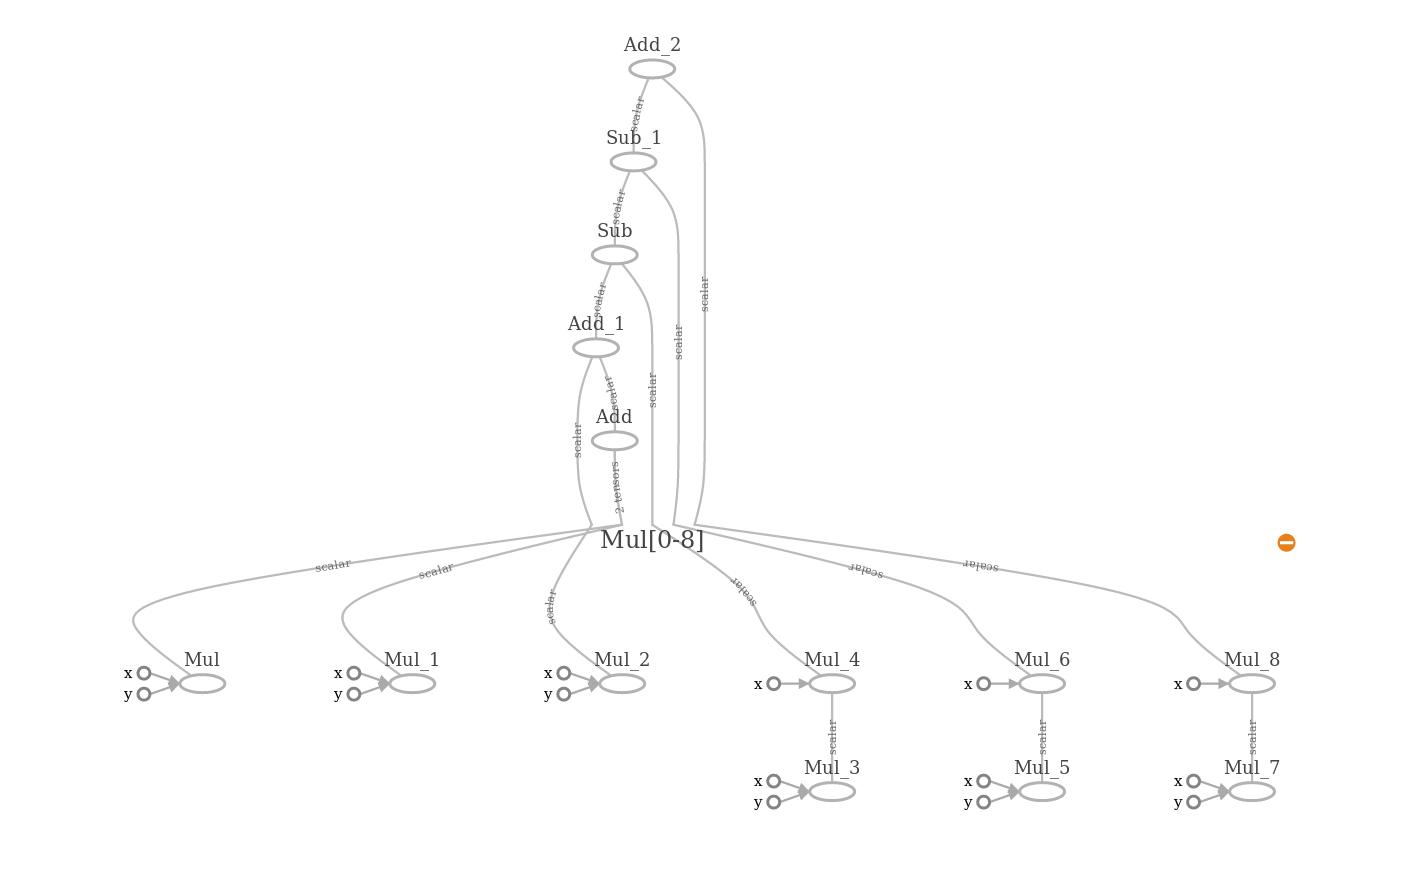 Add_2
scalar
Sub_1
scalar
Sub
scalar
scalar
Add_1
scalar
scalar
scalar
scalar
Add
scalar
2 tensors
Mul[0-8]
scalar
scalar
scalar
scalar
scalar
scalar
Mul
Mul_1
Mul_2
Mul_4
Mul_6
Mul_8
x
y
x
y
x
y
x
x
x
scalar
scalar
scalar
Mul_3
Mul_5
Mul_7
x
y
x
y
x
y